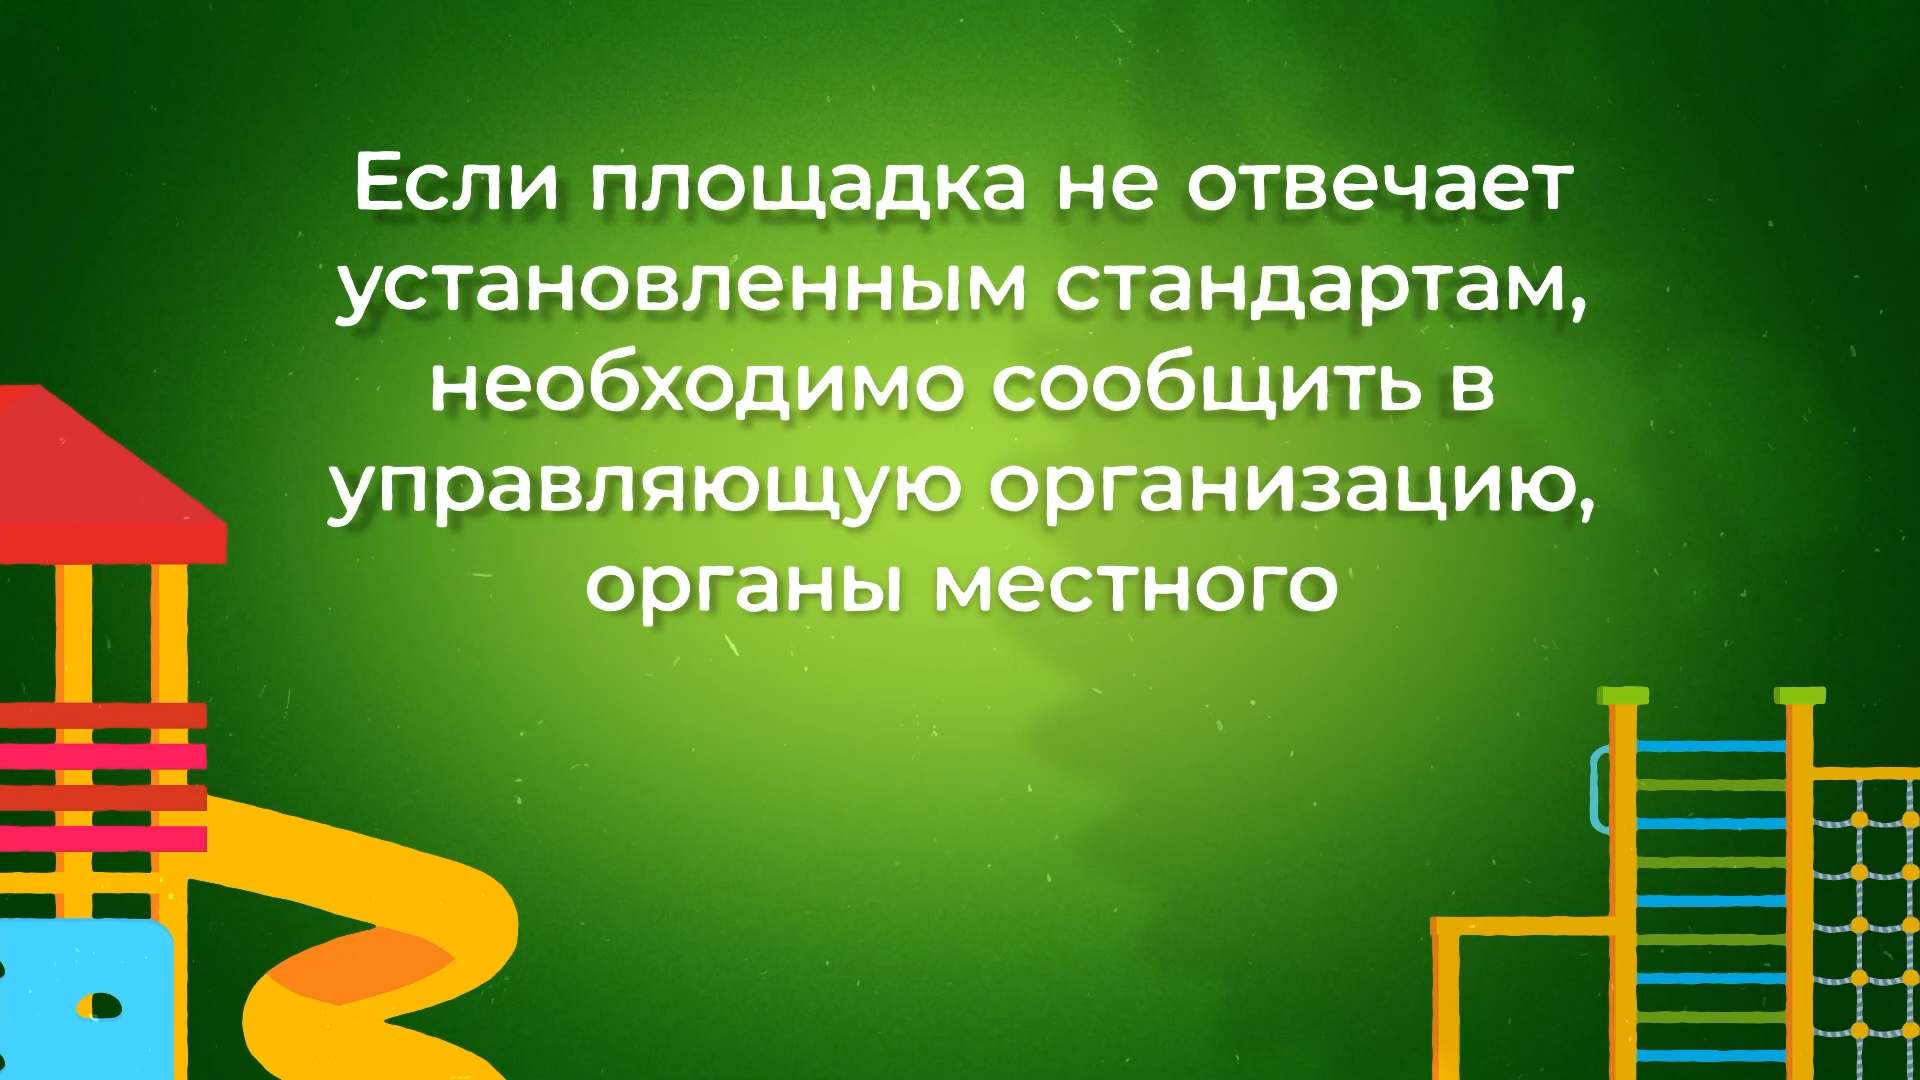 Если площадка не отвечает
установленным стандартам,
необходимо сообщить в
управляющую организацию,
органы местного